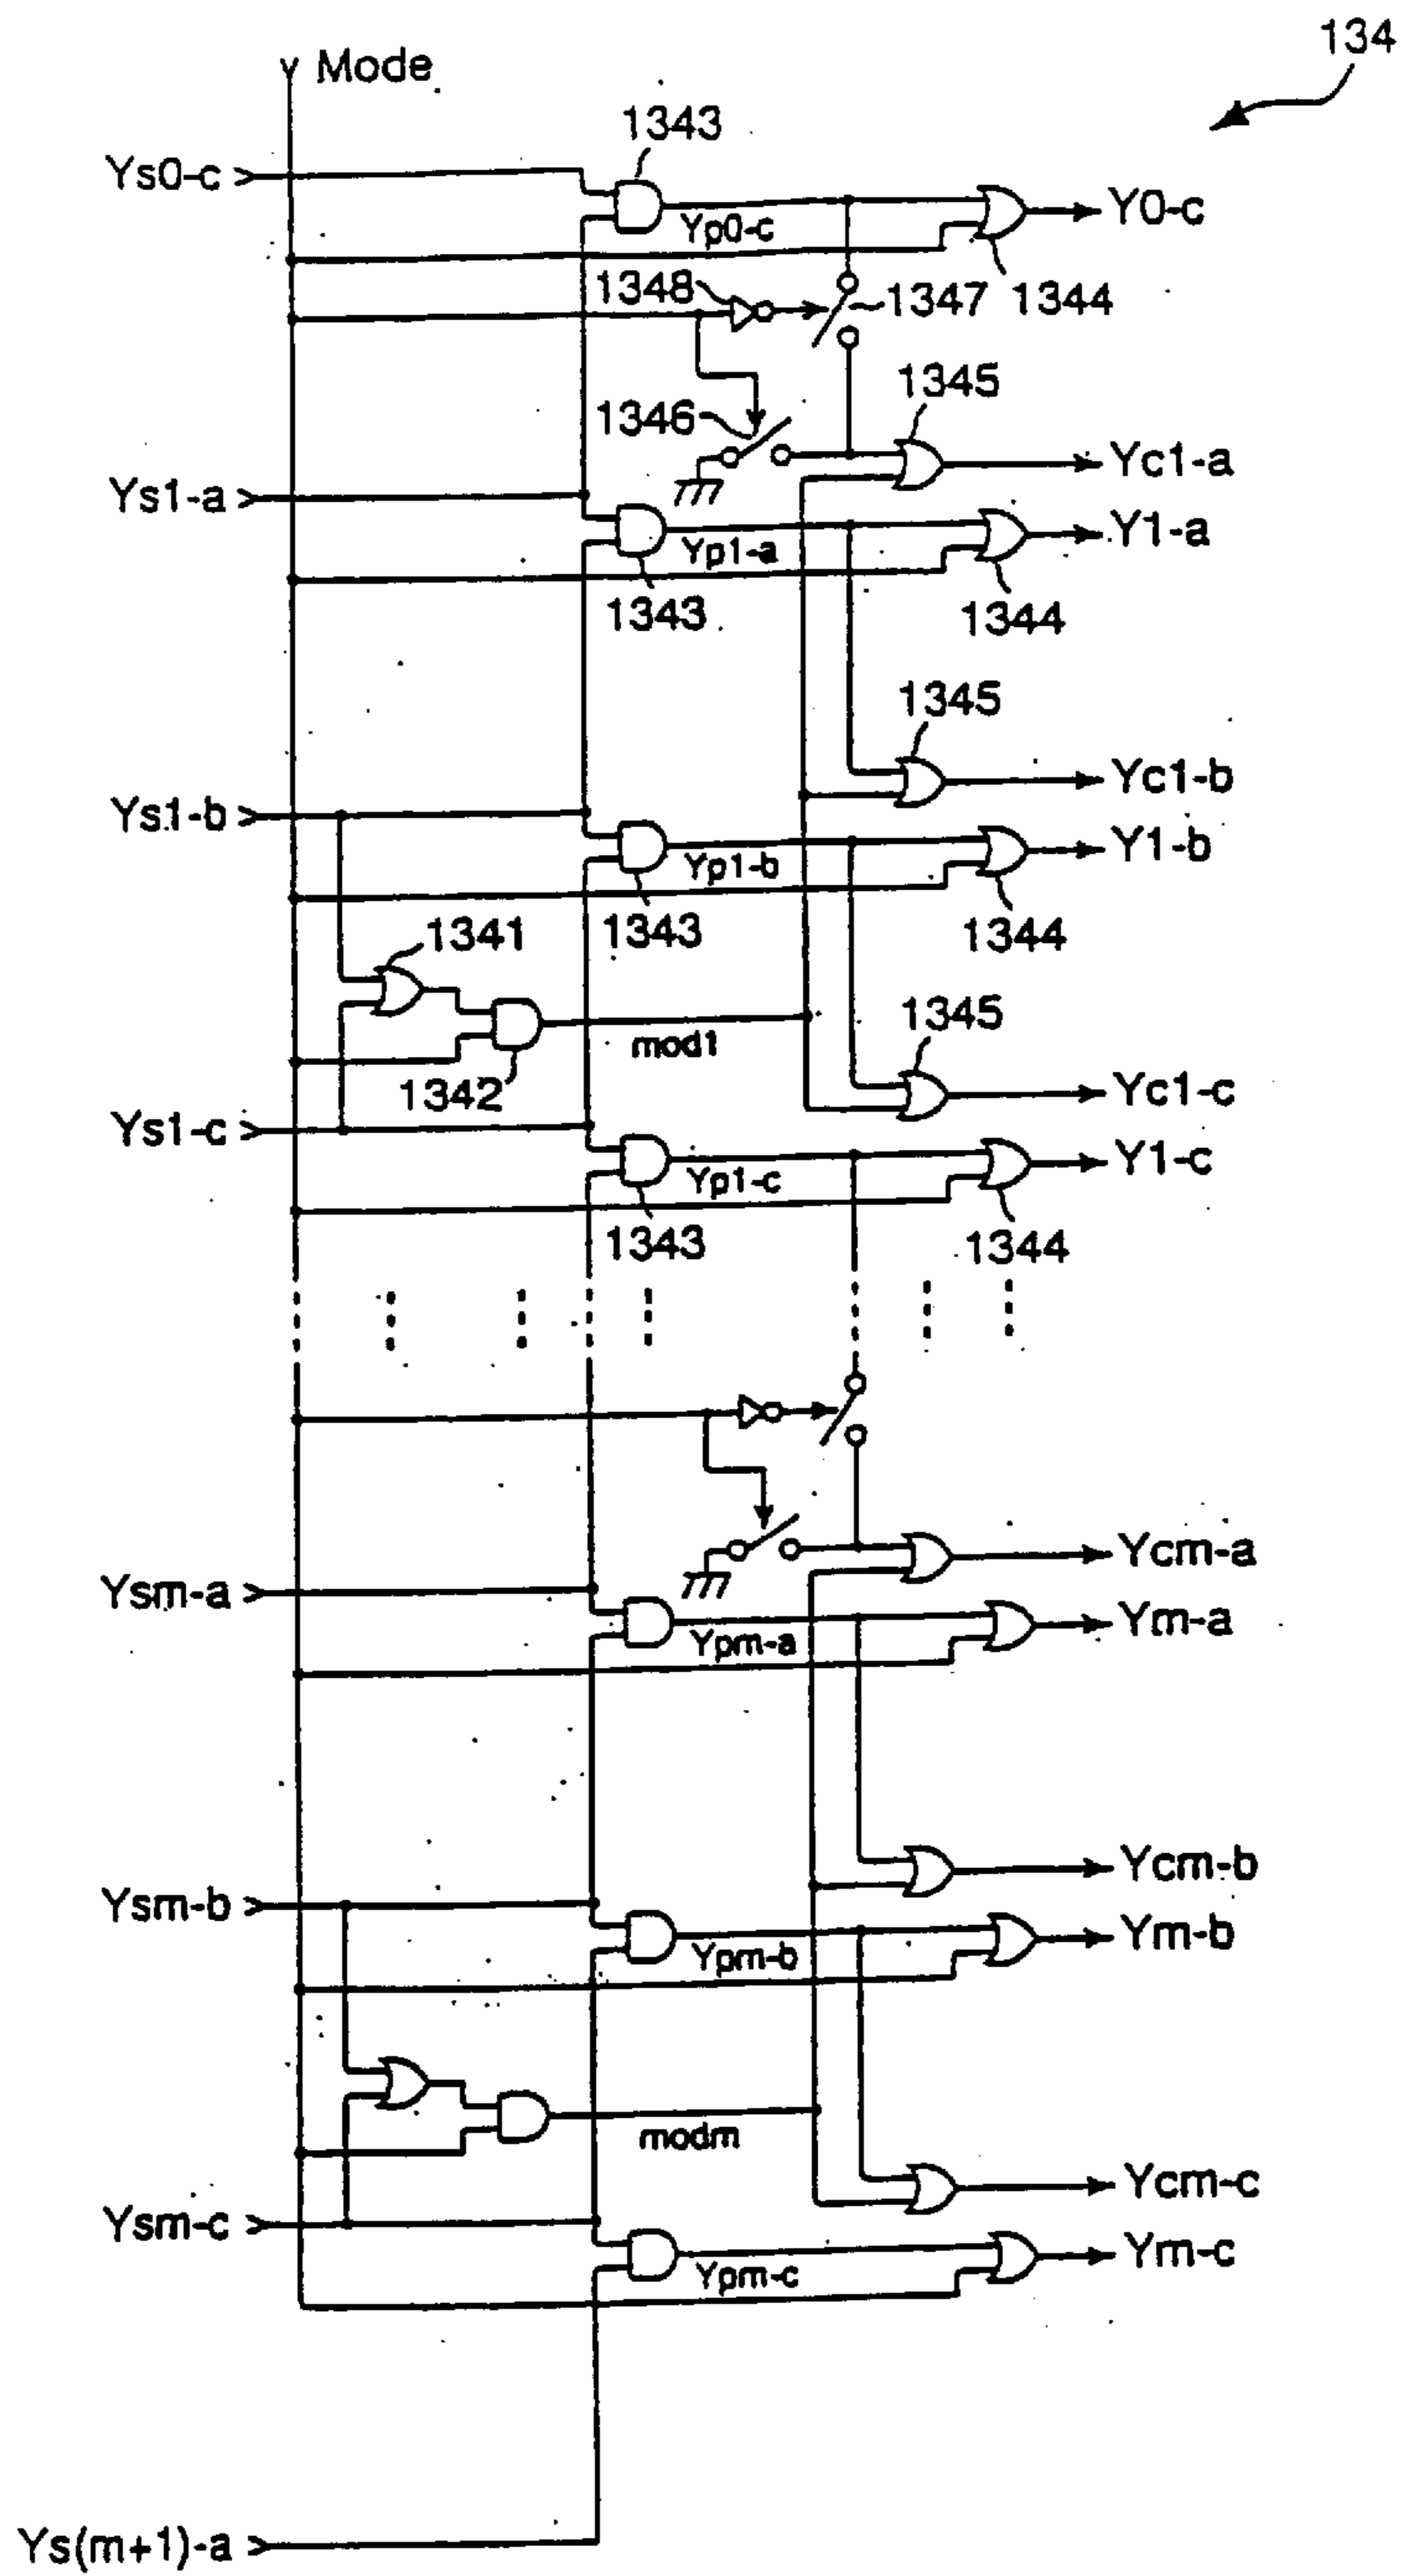 134
Mode
1343
Ys0-c
Yp0-c
Y0-c
1348
1347
1344
1346
1345
Yc1-a
Ys1-a
Yp1-a
Y1-a
1343
1344
1345
Yc1-b
Ys1-b
Yp1-b
Y1-b
1341
1343
1344
1345
mod1
1342
Yc1-c
Ys1-c
Yp1-c
Y1-c
1343
1344
Ycm-a
Ysm-a
Ypm-a
Ym-a
Ycm-b
Ysm-b
Ypm-b
Ym-b
modm
Ycm-c
Ysm-c
Ypm-c
Ym-c
Ys(m+1)-a